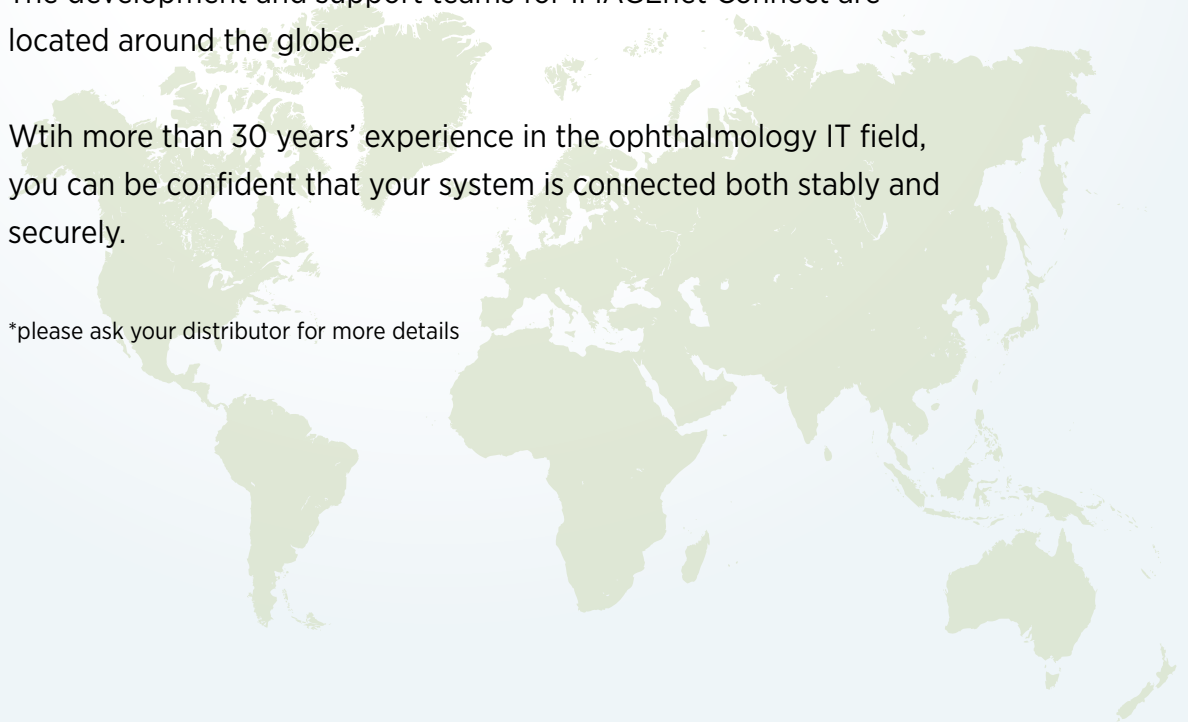 The development and support teams for IMAGEnet Connect are
located around the globe.
Wtih more than 30 years’ experience in the ophthalmology IT field,
you can be confident that your system is connected both stably and
securely.
*please ask your distributor for more details